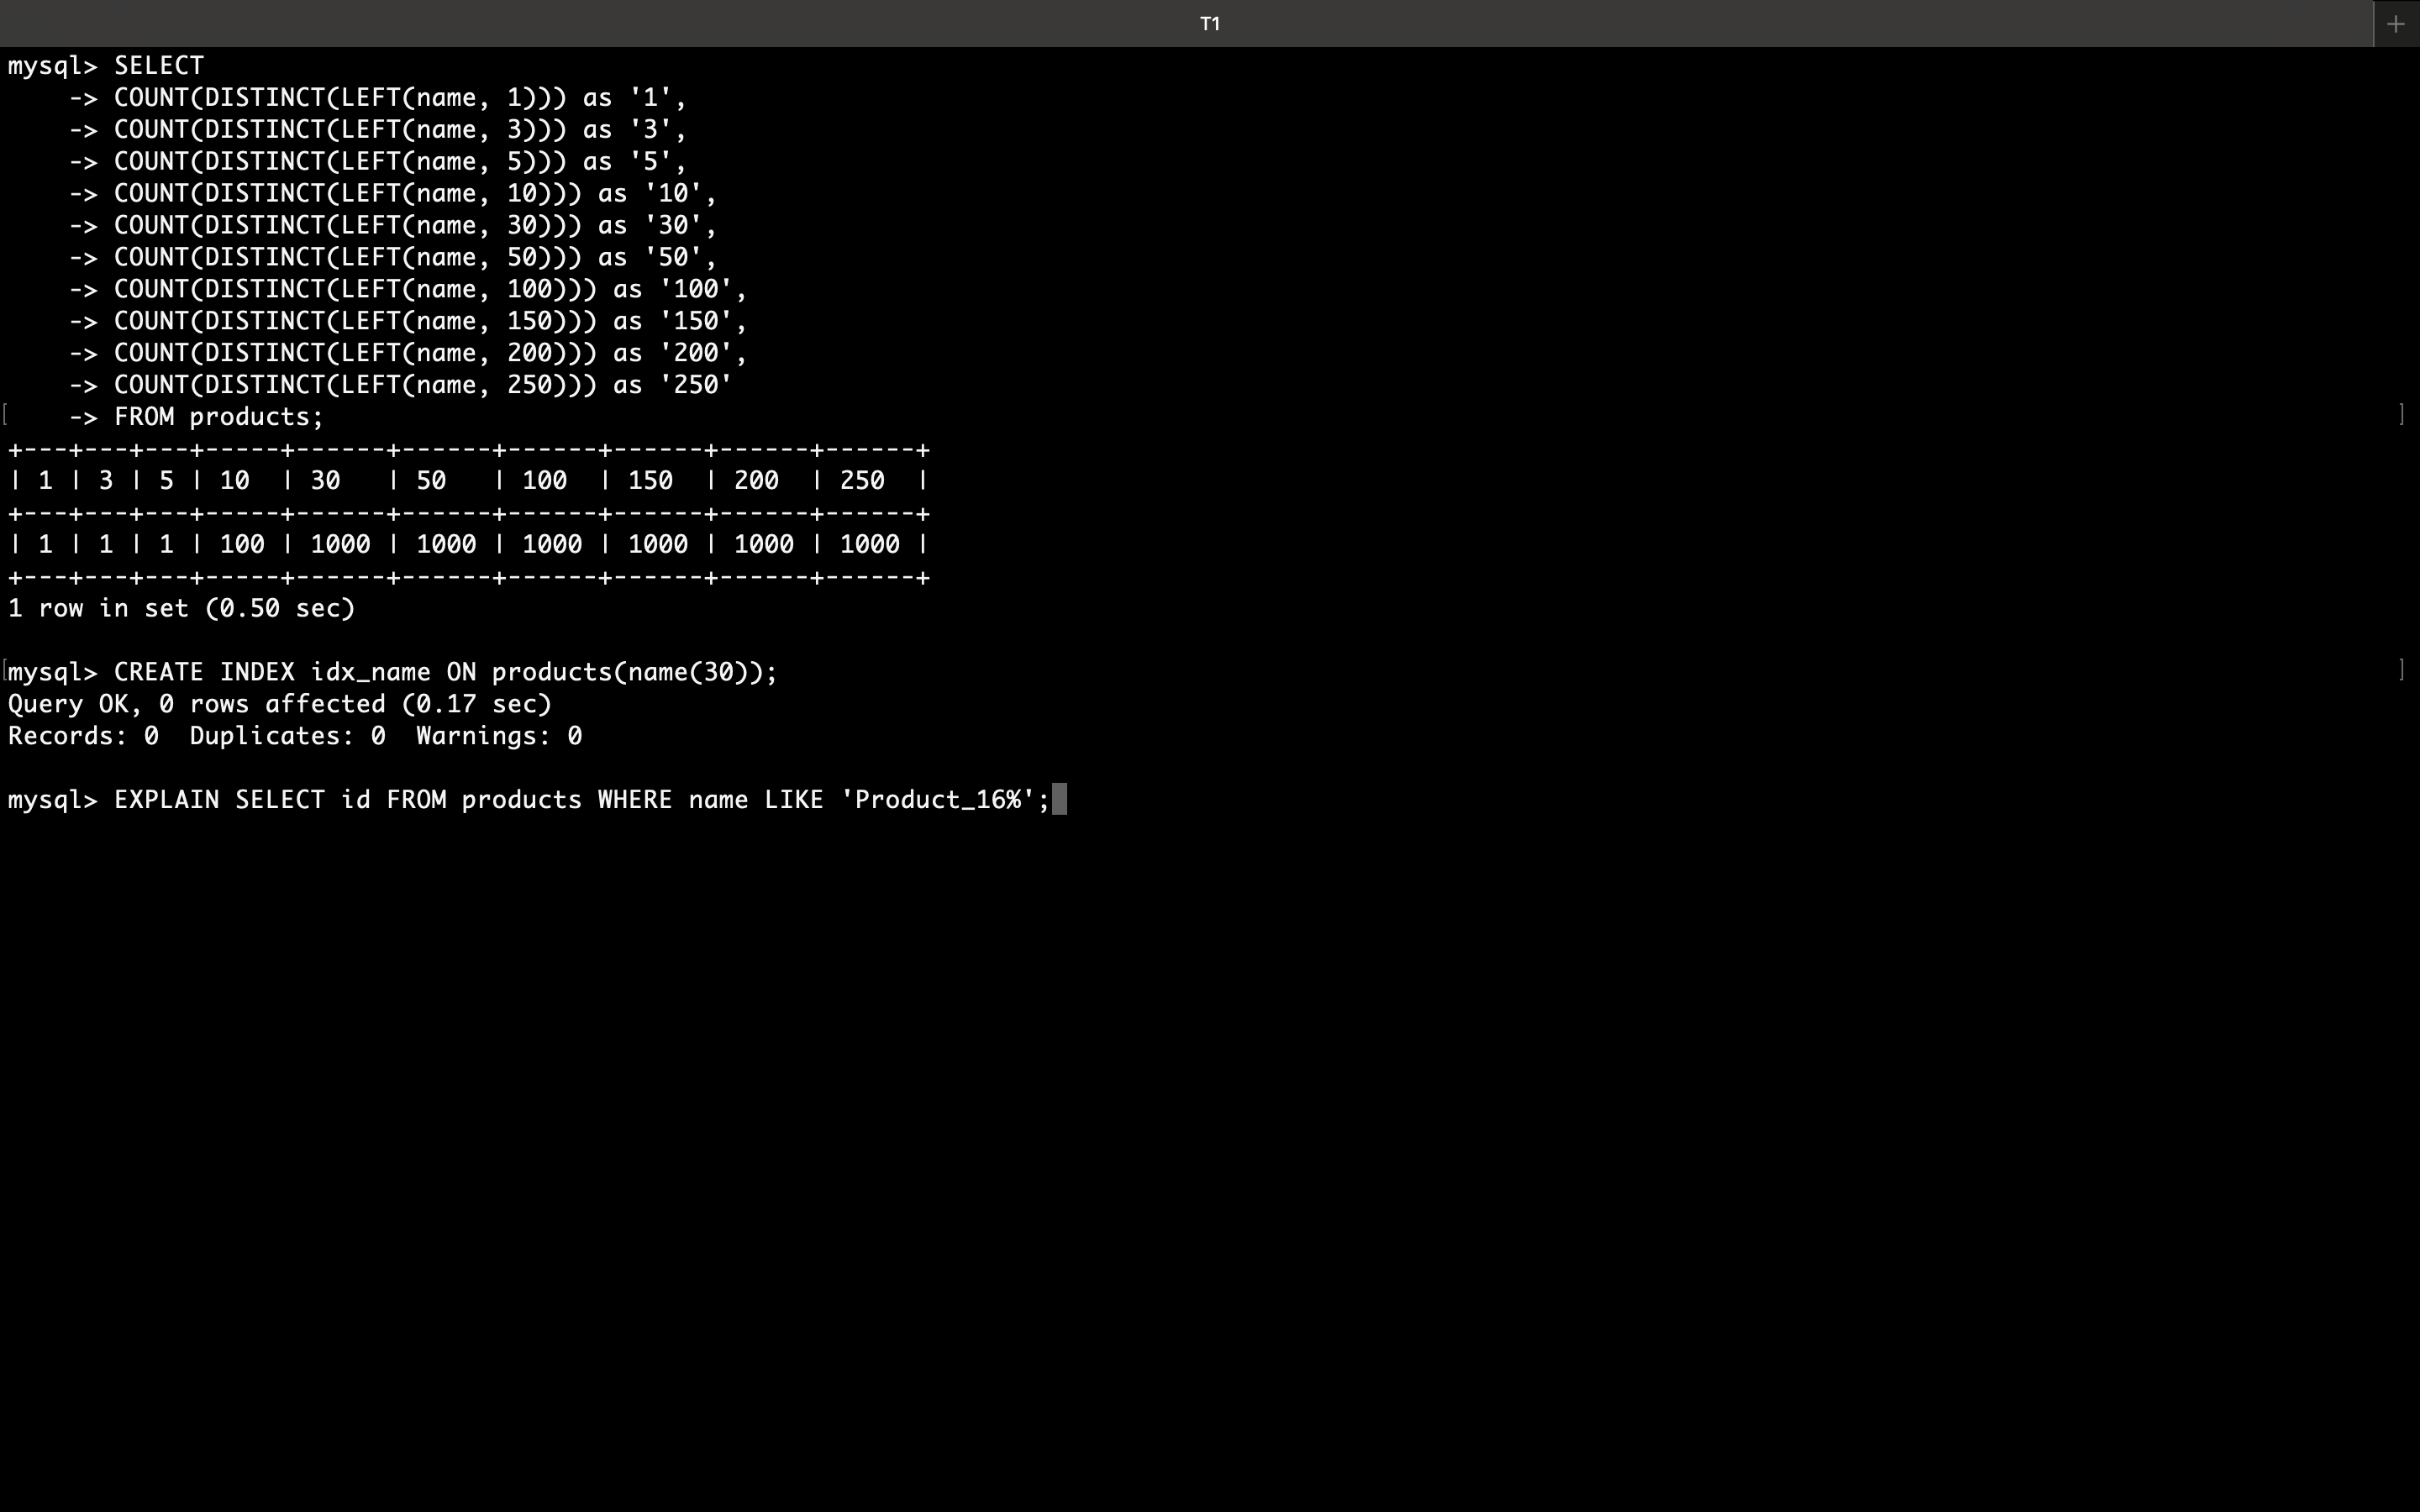 T1
+
mysql> SELECT
    -> COUNT(DISTINCT(LEFT(name, 1))) as '1',
    -> COUNT(DISTINCT(LEFT(name, 3))) as '3',
    -> COUNT(DISTINCT(LEFT(name, 5))) as '5',
    -> COUNT(DISTINCT(LEFT(name, 10))) as '10',
    -> COUNT(DISTINCT(LEFT(name, 30))) as '30',
    -> COUNT(DISTINCT(LEFT(name, 50))) as '50',
    -> COUNT(DISTINCT(LEFT(name, 100))) as '100',
    -> COUNT(DISTINCT(LEFT(name, 150))) as '150',
    -> COUNT(DISTINCT(LEFT(name, 200))) as '200',
    -> COUNT(DISTINCT(LEFT(name, 250))) as '250'
[    -> FROM products; ]
+---+---+---+-----+------+------+------+------+------+------+
| 1 | 3 | 5 | 10  | 30   | 50   | 100  | 150  | 200  | 250  |
+---+---+---+-----+------+------+------+------+------+------+
| 1 | 1 | 1 | 100 | 1000 | 1000 | 1000 | 1000 | 1000 | 1000 |
+---+---+---+-----+------+------+------+------+------+------+
1 row in set (0.50 sec)
[mysql> CREATE INDEX idx_name ON products(name(30)); ]
Query OK, 0 rows affected (0.17 sec)
Records: 0  Duplicates: 0  Warnings: 0
mysql> EXPLAIN SELECT id FROM products WHERE name LIKE 'Product_16%';